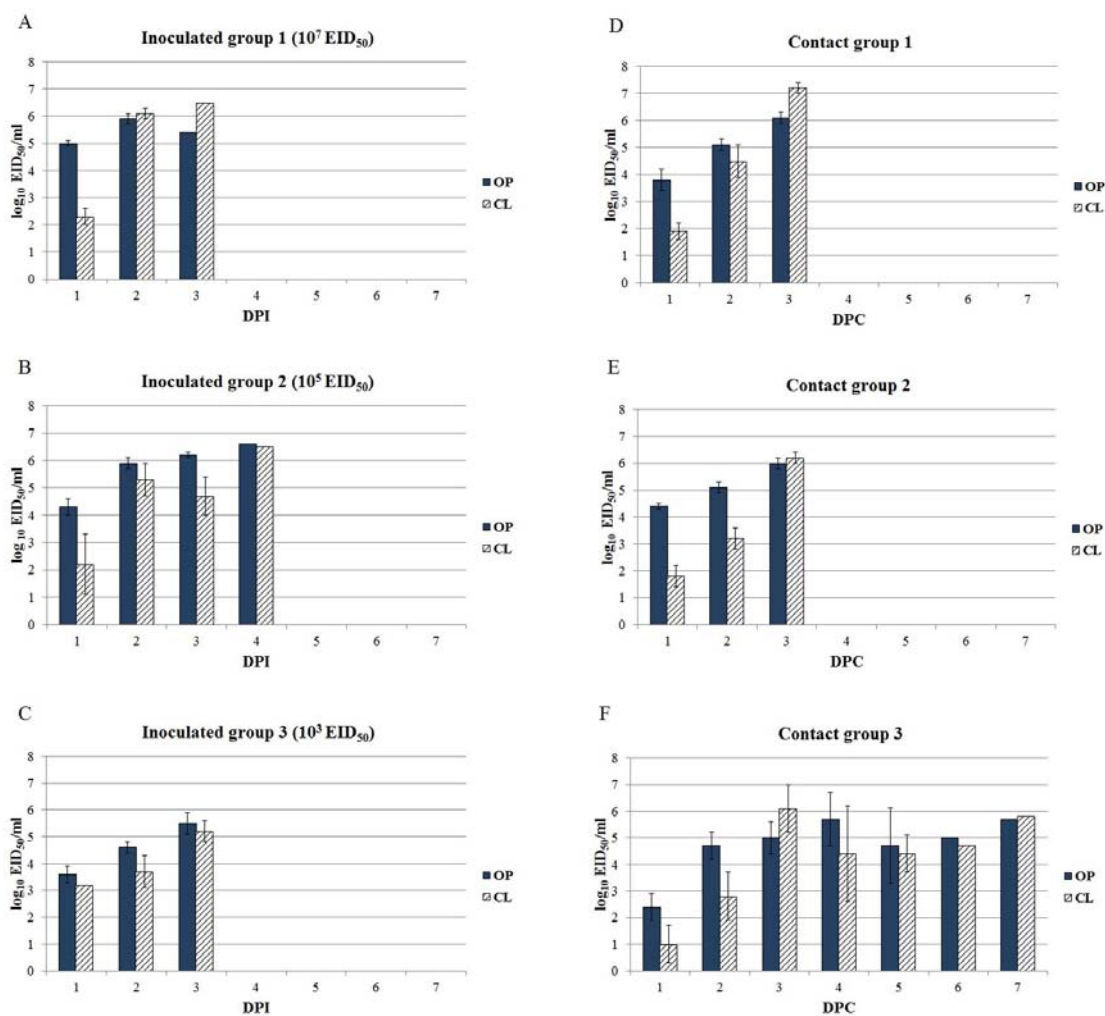 A
Inoculated group 1 (10⁷ EID₅₀)
log₁₀ EID₅₀/ml
8
7
6
5
4
3
2
1
0
1 2 3 4 5 6 7
DPI
OP
CL
D
Contact group 1
log₁₀ EID₅₀/ml
8
7
6
5
4
3
2
1
0
1 2 3 4 5 6 7
DPC
OP
CL
B
Inoculated group 2 (10⁵ EID₅₀)
log ₁₀ EID₅₀/ml
8
7
6
5
4
3
2
1
0
1 2 3 4 5 6 7
DPI
OP
CL
E
Contact group 2
log₁₀ EID₅₀/ml
8
7
6
5
4
3
2
1
0
1 2 3 4 5 6 7
DPC
OP
CL
C
Inoculated group 3 (10³ EID₅₀)
log₁₀ EID₅₀/ml
8
7
6
5
4
3
2
1
0
1 2 3 4 5 6 7
DPI
OP
CL
F
Contact group 3
log₁₀ EID₅₀/ml
8
7
6
5
4
3
2
1
0
1 2 3 4 5 6 7
DPC
OP
CL